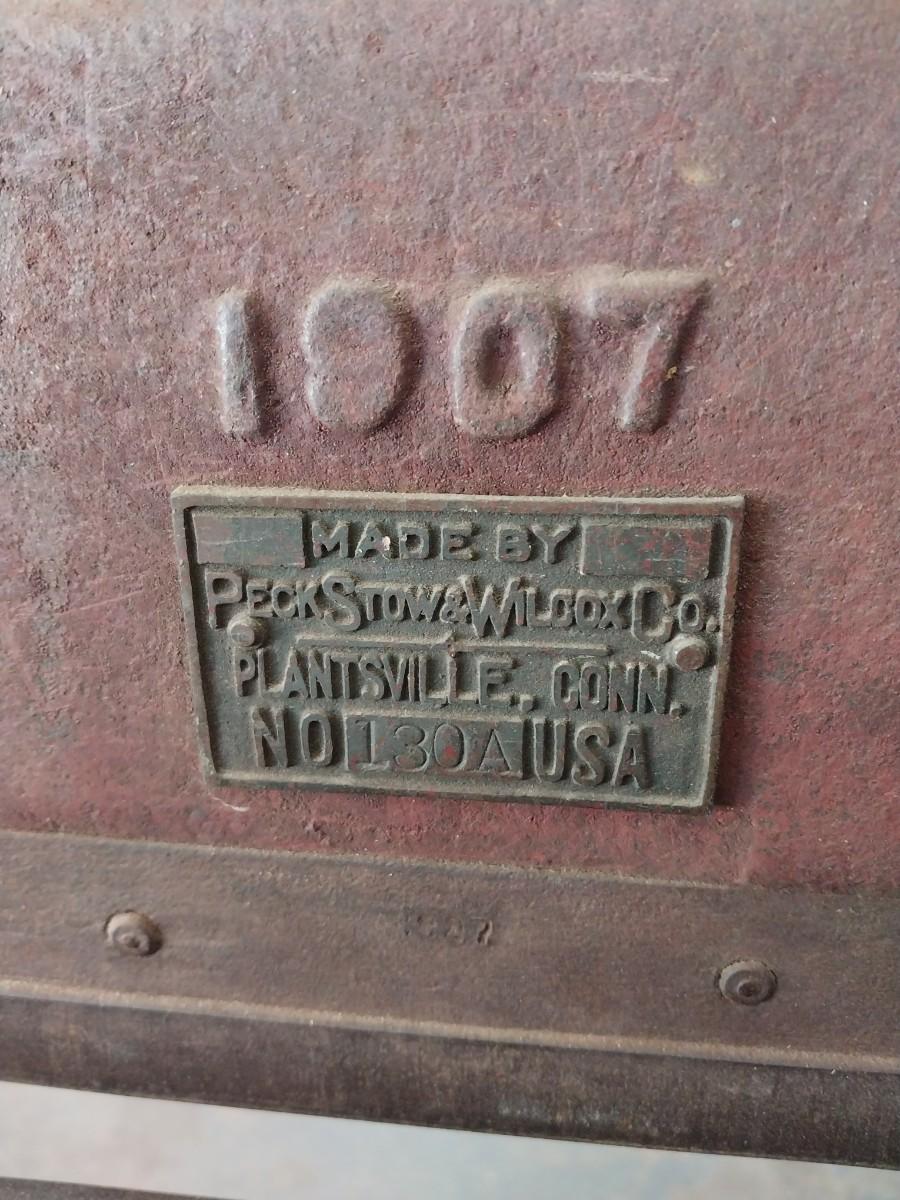 1907
MADE BY
PECK STOW & WILCOX CO.
PLANTSVILLE., CONN.
NO 130A USA